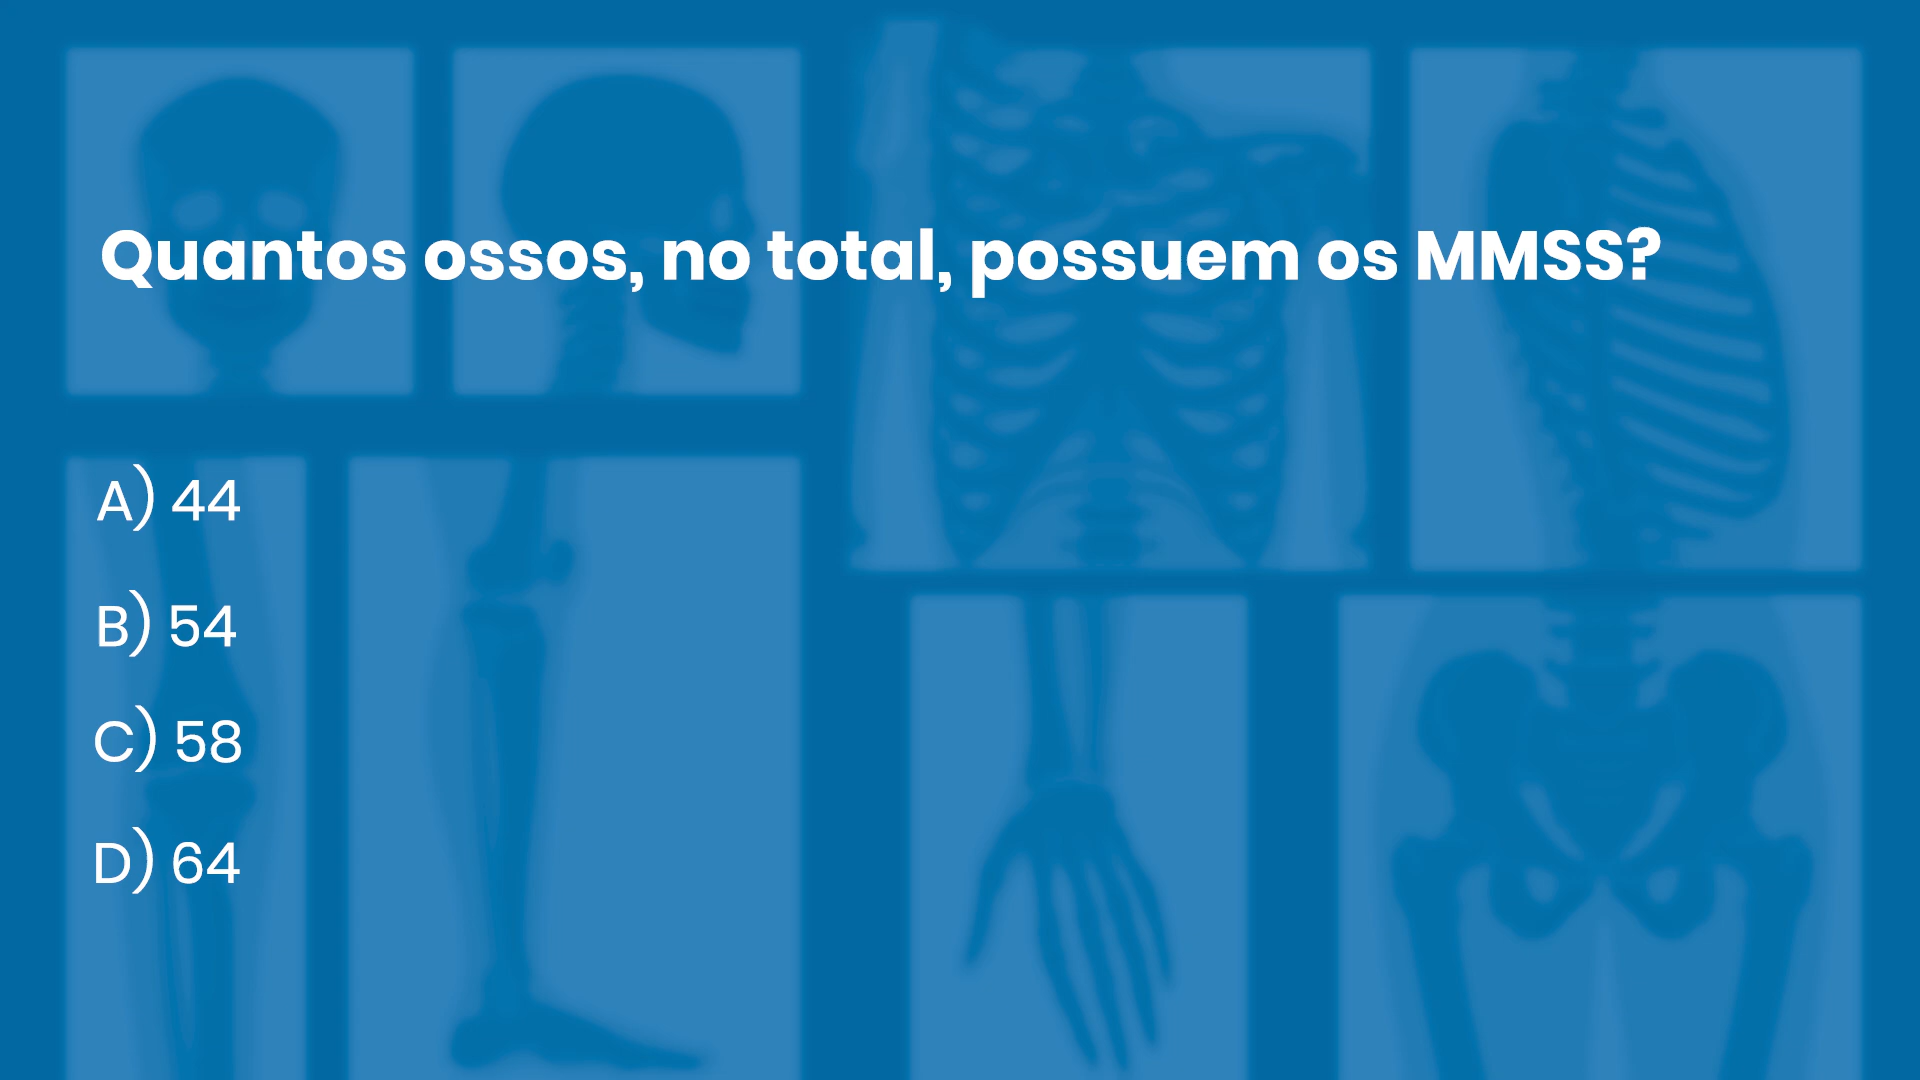 Quantos ossos, no total, possuem os MMSS?
A) 44
B) 54
C) 58
D) 64